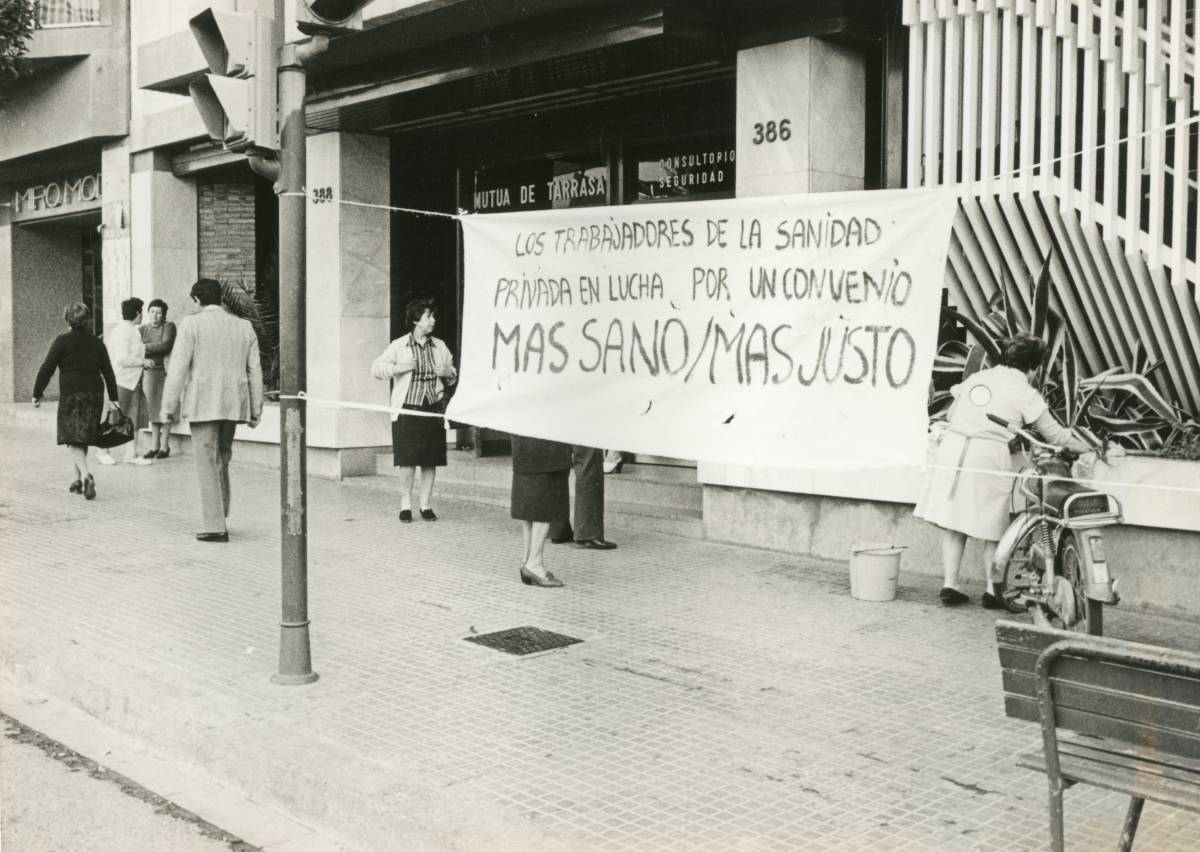 MIRO MOD
388
MUTUA DE TARRASA
CONSULTORIO
SEGURIDAD
386
LOS TRABAJADORES DE LA SANIDAD
PRIVADA EN LUCHA POR UN CONVENIO
MAS SANO/MAS JUSTO